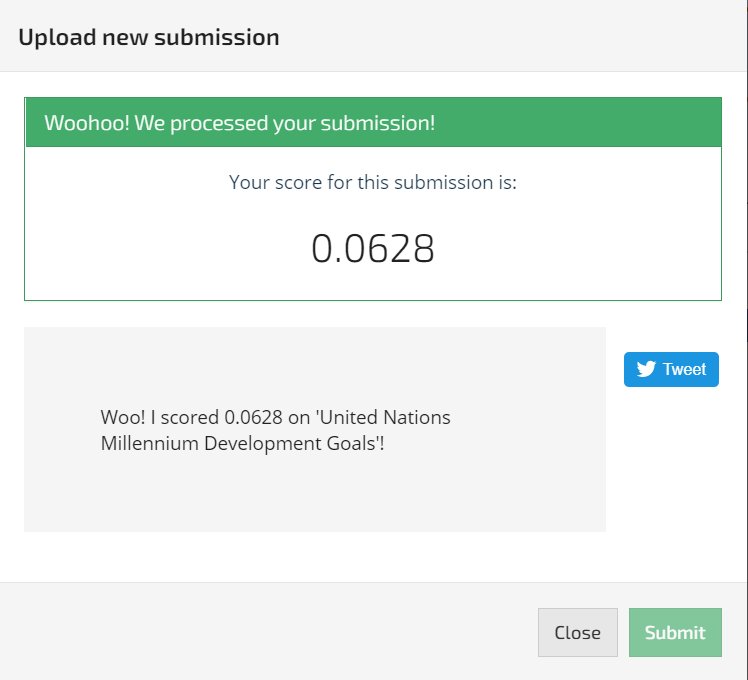 Upload new submission
Woohoo! We processed your submission!
Your score for this submission is:
0.0628
Tweet
Woo! I scored 0.0628 on 'United Nations
Millennium Development Goals'!
Close
Submit